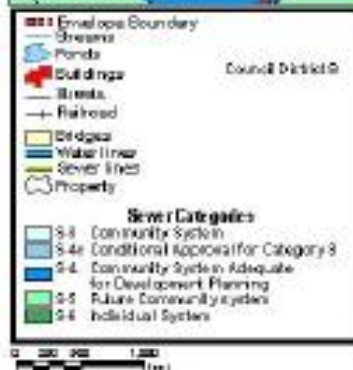 Envelope Boundary
Streams
Ponds
Buildings
Council District 9
Streets
Railroad
Bridges
Water lines
Sewer lines
Property
Sewer Categories
S-3 Community System
S-4c Conditional Approval for Category 3
S-4 Community System Adequate
for Development Planning
S-5 Future Community system
S-6 Individual System
0
1,000